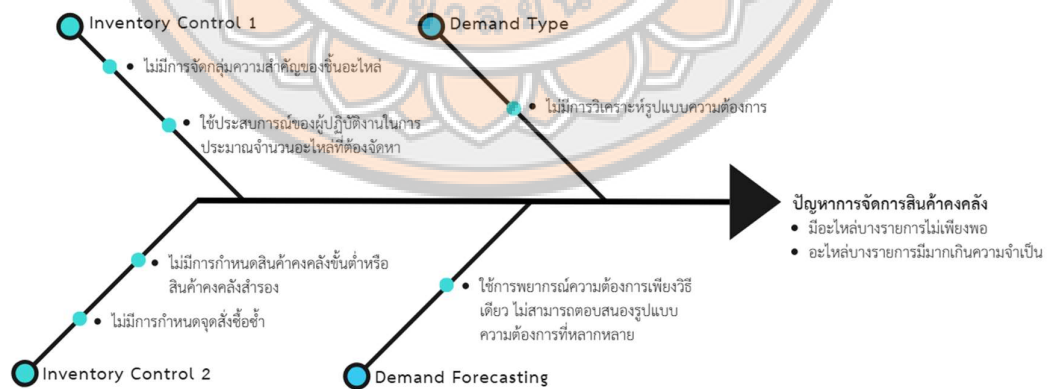 Inventory Control 1
• ไม่มีการจัดกลุ่มความสำคัญของชิ้นอะไหล่
• ใช้ประสบการณ์ของผู้ปฏิบัติงานในการ
ประมาณจำนวนอะไหล่ที่ต้องจัดหา
Demand Type
• ไม่มีการวิเคราะห์รูปแบบความต้องการ
ปัญหาการจัดการสินค้าคงคลัง
• มีอะไหล่บางรายการไม่เพียงพอ
• อะไหล่บางรายการมีมากเกินความจำเป็น
• ไม่มีการกำหนดสินค้าคงคลังขั้นต่ำหรือ
สินค้าคงคลังสำรอง
• ไม่มีการกำหนดจุดสั่งซื้อซ้ำ
Inventory Control 2
• ใช้การพยากรณ์ความต้องการเพียงวิธี
เดียว ไม่สามารถตอบสนองรูปแบบ
ความต้องการที่หลากหลาย
Demand Forecasting